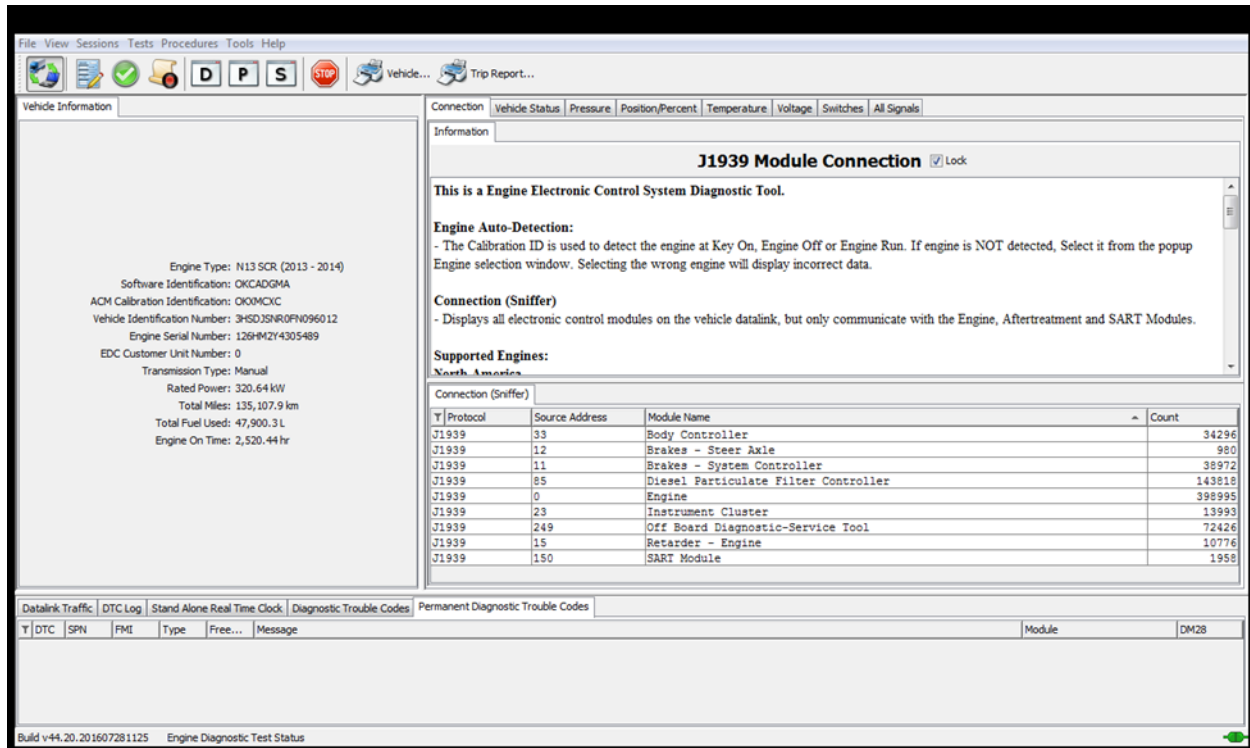 File View Sessions Tests Procedures Tools Help
D P S STOP Vehicle... Trip Report...
Vehicle Information
Engine Type: N13 SCR (2013 - 2014)
Software Identification: OKCADGMA
ACM Calibration Identification: OKXMCXC
Vehicle Identification Number: 3HSDJSNR0FN096012
Engine Serial Number: 126HM2Y4305489
EDC Customer Unit Number: 0
Transmission Type: Manual
Rated Power: 320.64 kW
Total Miles: 135,107.9 km
Total Fuel Used: 47,900.3 L
Engine On Time: 2,520.44 hr
Connection Vehicle Status Pressure Position/Percent Temperature Voltage Switches All Signals
Information
J1939 Module Connection Lock
This is a Engine Electronic Control System Diagnostic Tool.
Engine Auto-Detection:
- The Calibration ID is used to detect the engine at Key On, Engine Off or Engine Run. If engine is NOT detected, Select it from the popup
Engine selection window. Selecting the wrong engine will display incorrect data.
Connection (Sniffer)
- Displays all electronic control modules on the vehicle datalink, but only communicate with the Engine, Aftertreatment and SART Modules.
Supported Engines:
North America
Connection (Sniffer)
T Protocol Source Address Module Name Count
J1939 33 Body Controller 34296
J1939 12 Brakes - Steer Axle 980
J1939 11 Brakes - System Controller 38972
J1939 85 Diesel Particulate Filter Controller 143818
J1939 0 Engine 398995
J1939 23 Instrument Cluster 13993
J1939 249 Off Board Diagnostic-Service Tool 72426
J1939 15 Retarder - Engine 10776
J1939 150 SART Module 1958
Datalink Traffic DTC Log Stand Alone Real Time Clock Diagnostic Trouble Codes Permanent Diagnostic Trouble Codes
T DTC SPN FMI Type Free... Message Module DM28
Build v44.20.201607281125 Engine Diagnostic Test Status